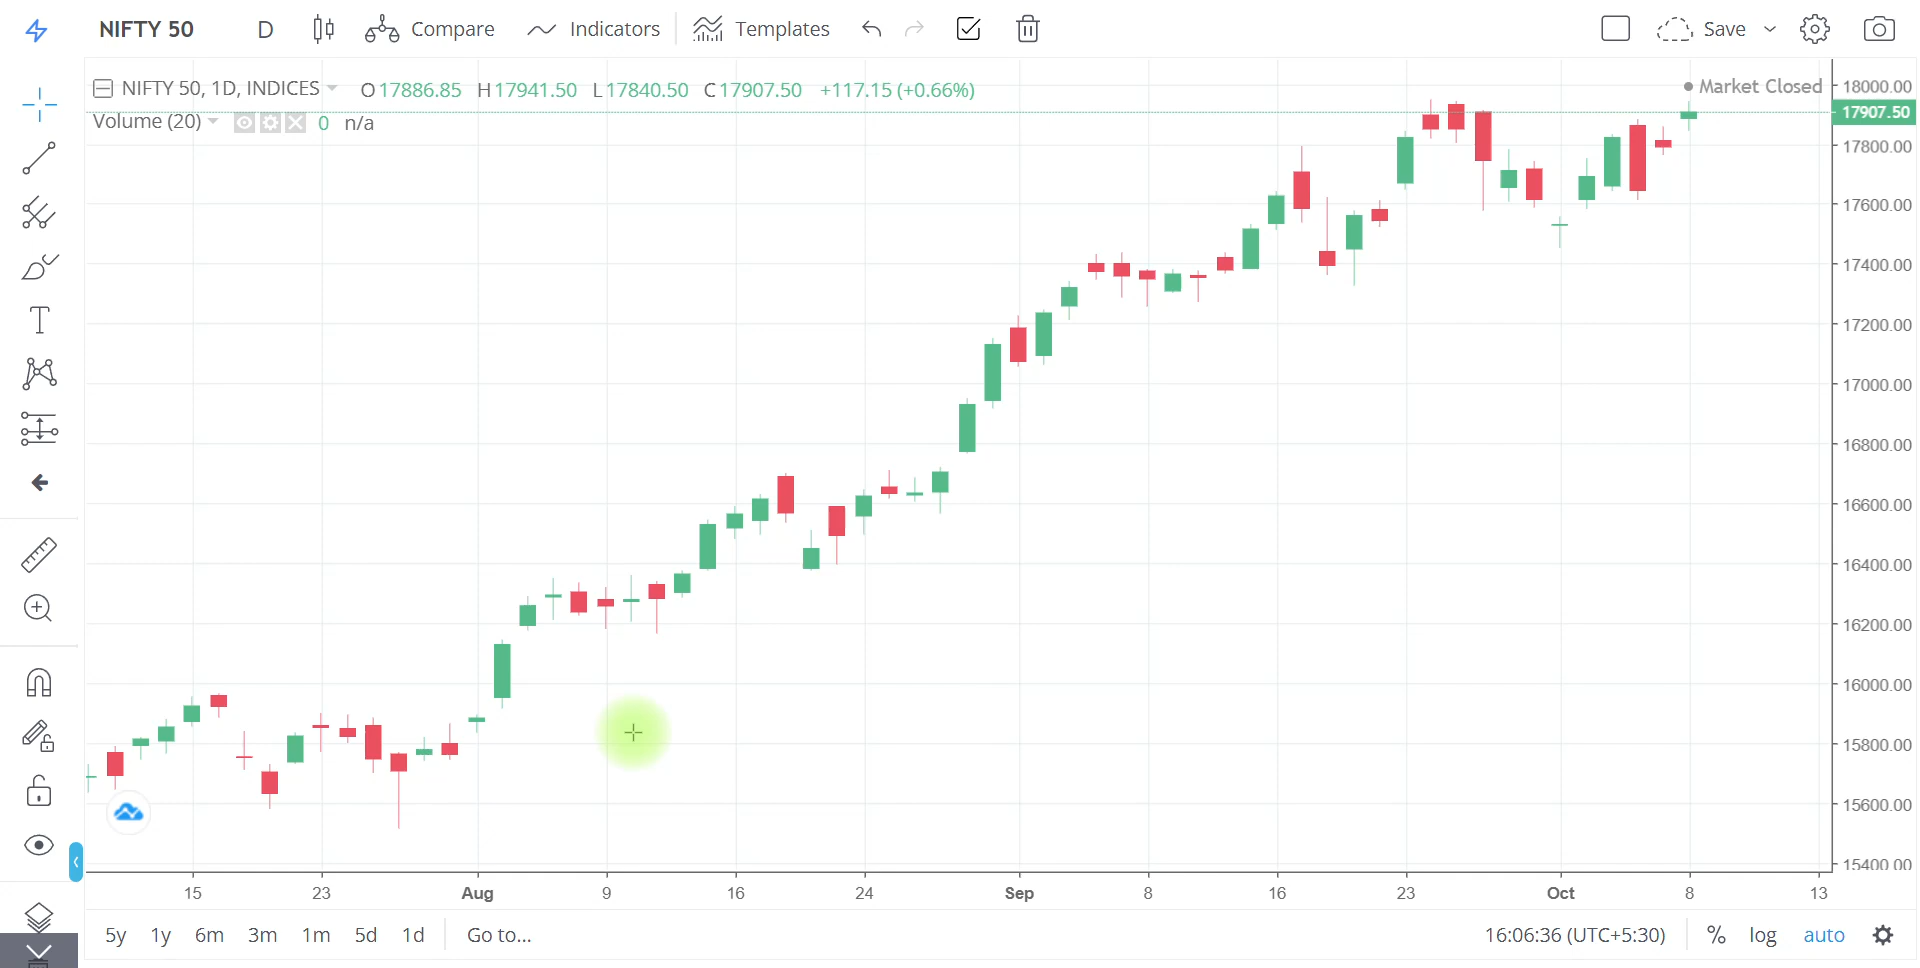 NIFTY 50 D Compare Indicators Templates Save
NIFTY 50, 1D, INDICES O17886.85 H17941.50 L17840.50 C17907.50 +117.15 (+0.66%)
Market Closed
Volume (20) 0 n/a
18000.00
17907.50
17800.00
17600.00
17400.00
17200.00
17000.00
16800.00
16600.00
16400.00
16200.00
16000.00
15800.00
15600.00
15400.00
15 23 Aug 9 16 24 Sep 8 16 23 Oct 8 13
5y 1y 6m 3m 1m 5d 1d Go to... 16:06:36 (UTC+5:30) % log auto